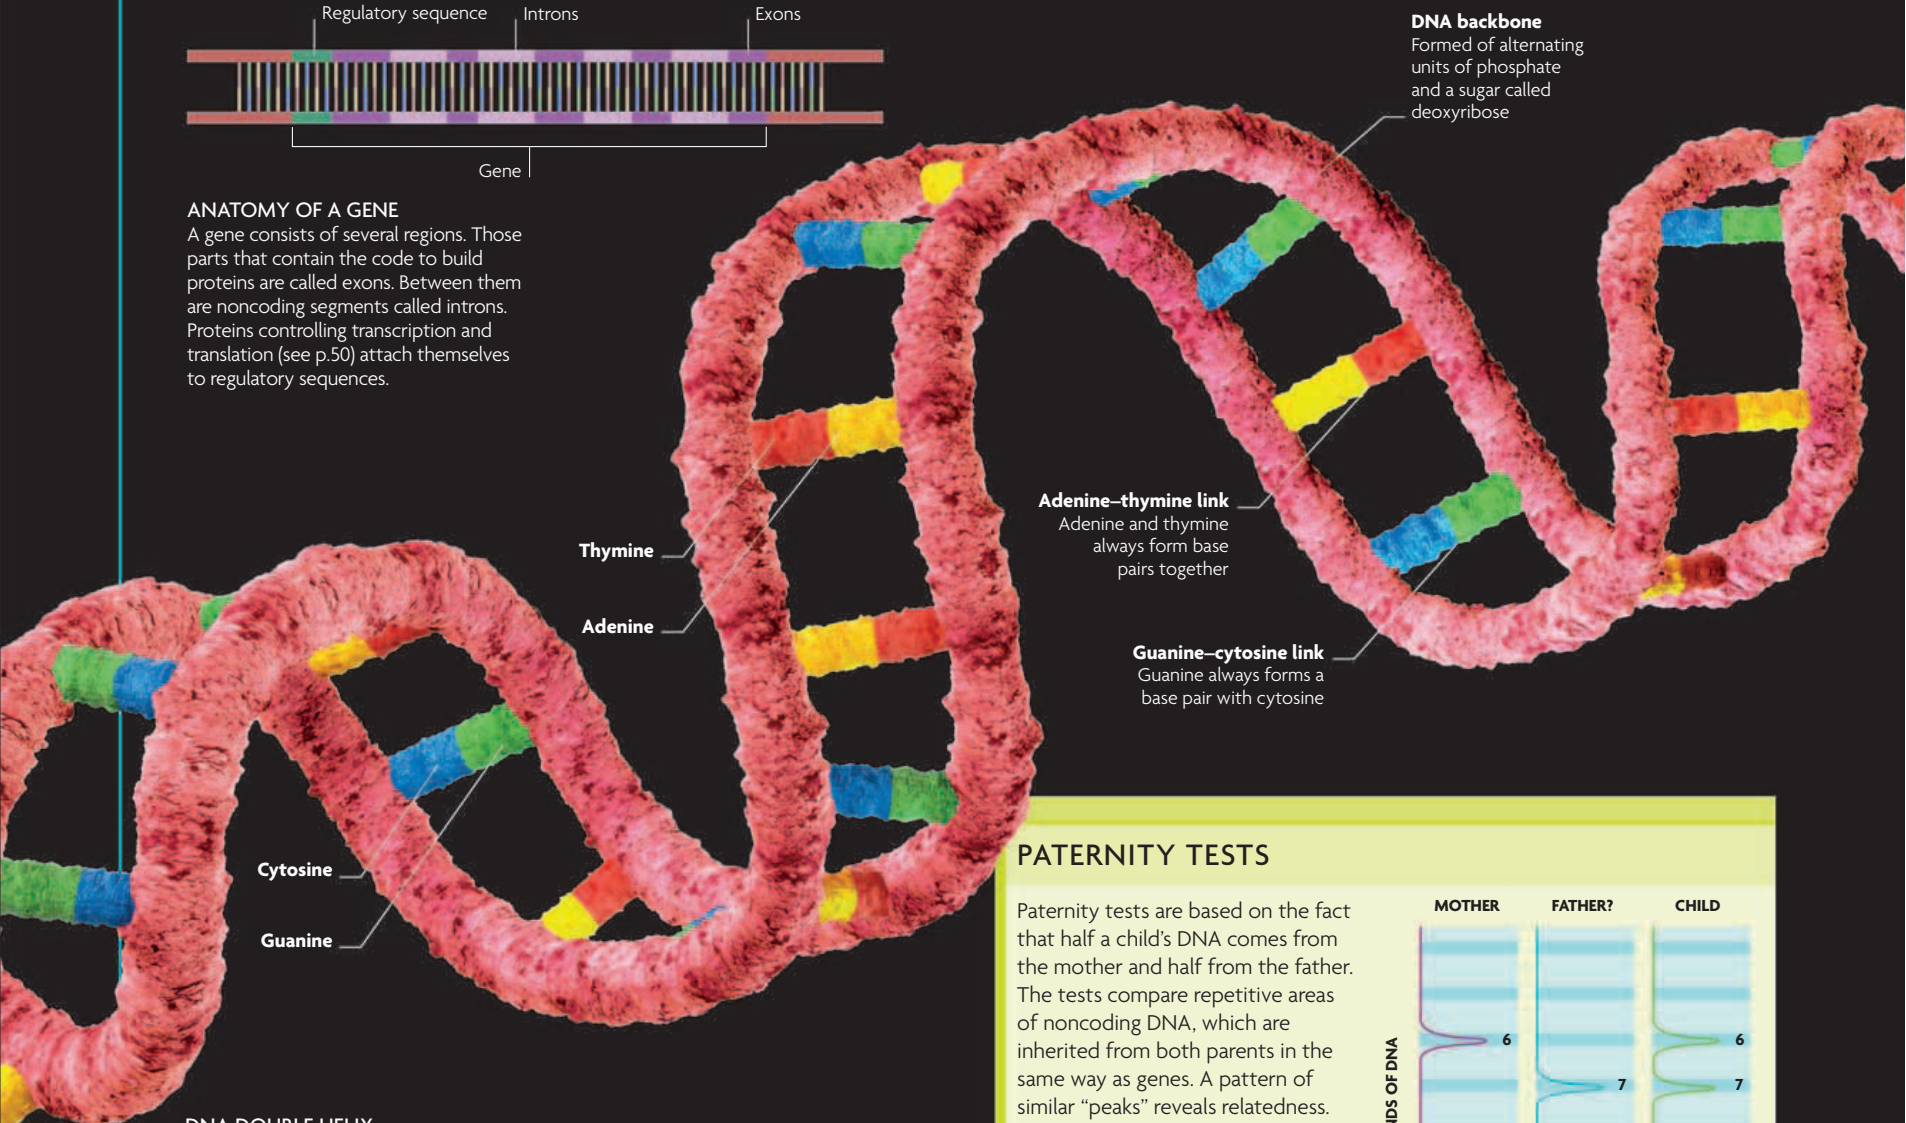 Regulatory sequence
Introns
Exons
Gene
ANATOMY OF A GENE
A gene consists of several regions. Those
parts that contain the code to build
proteins are called exons. Between them
are noncoding segments called introns.
Proteins controlling transcription and
translation (see p.50) attach themselves
to regulatory sequences.
DNA backbone
Formed of alternating
units of phosphate
and a sugar called
deoxyribose
Thymine
Adenine
Adenine–thymine link
Adenine and thymine
always form base
pairs together
Guanine–cytosine link
Guanine always forms a
base pair with cytosine
Cytosine
Guanine
DNA DOUBLE HELIX
PATERNITY TESTS
Paternity tests are based on the fact
that half a child’s DNA comes from
the mother and half from the father.
The tests compare repetitive areas
of noncoding DNA, which are
inherited from both parents in the
same way as genes. A pattern of
similar “peaks” reveals relatedness.
MOTHER
FATHER?
CHILD
6
6
7
7
OF DNA